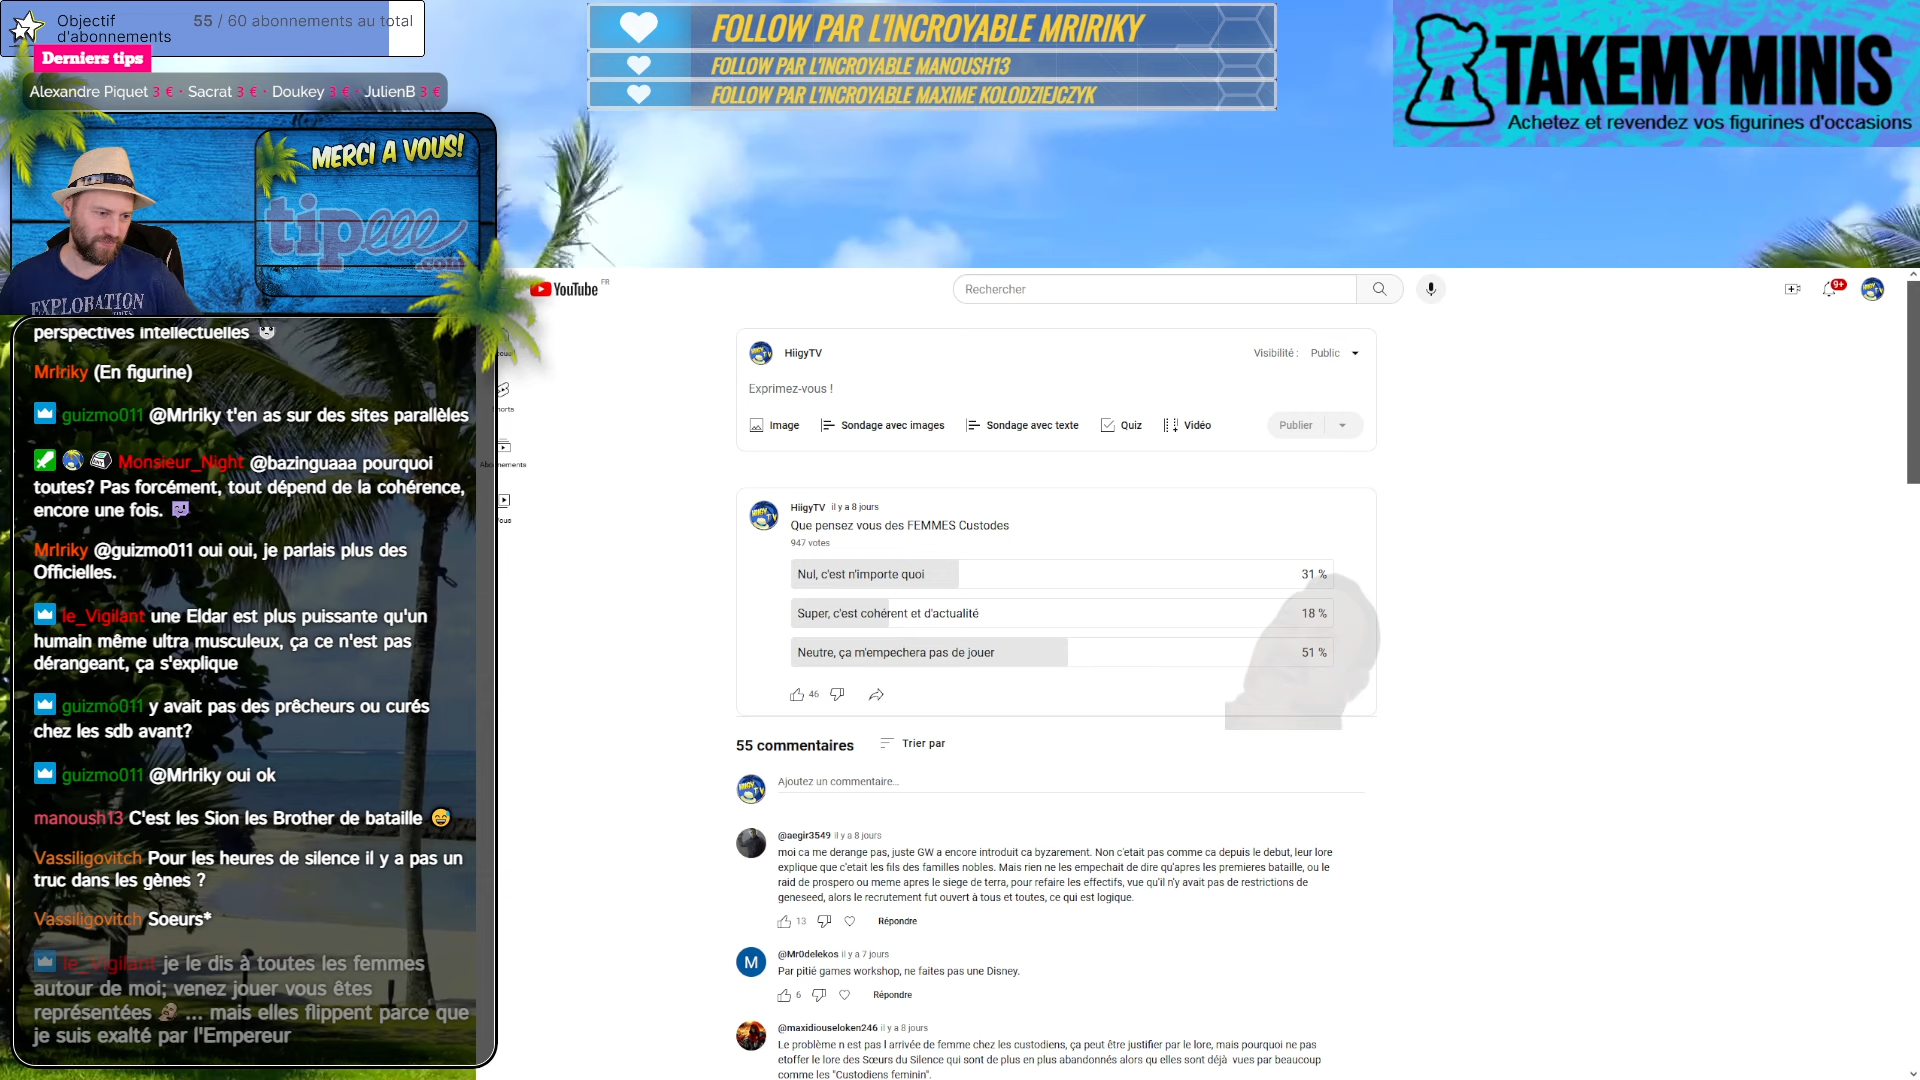 Objectif d'abonnements
55 / 60 abonnements au total
Derniers tips
Alexandre Piquet 3 € · Sacrat 3 € · Doukey 3 € · JulienB 3 €
FOLLOW PAR L'INCROYABLE MRIRIKY
FOLLOW PAR L'INCROYABLE MANOUSH13
FOLLOW PAR L'INCROYABLE MAXIME KOLODZIEJCZYK
TAKEMYMINIS
Achetez et revendez vos figurines d'occasions
MERCI A VOUS!
tipeee
.com
EXPLORATION
perspectives intellectuelles
MrIriky (En figurine)
guizmo011 @MrIriky t'en as sur des sites parallèles
Monsieur_Night @bazinguaaa pourquoi
toutes? Pas forcément, tout dépend de la cohérence,
encore une fois.
MrIriky @guizmo011 oui oui, je parlais plus des
Officielles.
le_Vigilant une Eldar est plus puissante qu'un
humain même ultra musculeux, ça ce n'est pas
dérangeant, ça s'explique
guizmo011 y avait pas des prêcheurs ou curés
chez les sdb avant?
guizmo011 @MrIriky oui ok
manoush13 C'est les Sion les Brother de bataille
Vassiligovitch Pour les heures de silence il y a pas un
truc dans les gènes ?
Vassiligovitch Soeurs*
le_Vigilant je le dis à toutes les femmes
autour de moi; venez jouer vous êtes
représentées ... mais elles flippent parce que
je suis exalté par l'Empereur
YouTube FR
Rechercher
9+
HiigyTV
Visibilité : Public
Exprimez-vous !
Image
Sondage avec images
Sondage avec texte
Quiz
Vidéo
Publier
HiigyTV il y a 8 jours
Que pensez vous des FEMMES Custodes
947 votes
Nul, c'est n'importe quoi 31 %
Super, c'est cohérent et d'actualité 18 %
Neutre, ça m'empechera pas de jouer 51 %
46
55 commentaires
Trier par
Ajoutez un commentaire...
@aegir3549 il y a 8 jours
moi ca me derange pas, juste GW a encore introduit ca byzarement. Non c'etait pas comme ca depuis le debut, leur lore
explique que c'etait les fils des familles nobles. Mais rien ne les empechait de dire qu'apres les premieres bataille, ou le
raid de prospero ou meme apres le siege de terra, pour refaire les effectifs, vue qu'il n'y avait pas de restrictions de
geneseed, alors le recrutement fut ouvert à tous et toutes, ce qui est logique.
13 Répondre
M
@Mr0delekos il y a 7 jours
Par pitié games workshop, ne faites pas une Disney.
6 Répondre
@maxidiouseloken246 il y a 8 jours
Le problème n est pas l arrivée de femme chez les custodiens, ça peut être justifier par le lore, mais pourquoi ne pas
etoffer le lore des Sœurs du Silence qui sont de plus en plus abandonnés alors qu elles sont déjà vues par beaucoup
comme les "Custodiens feminin".